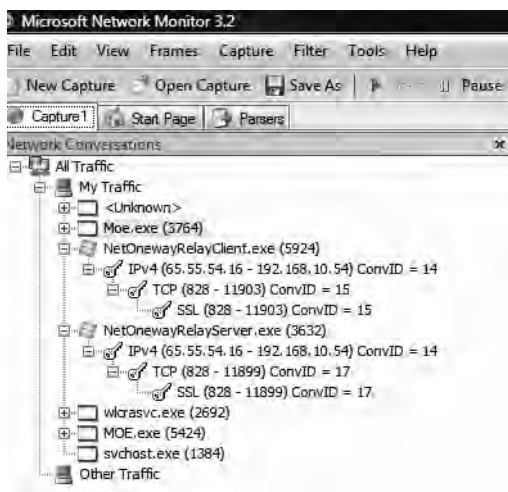 Microsoft Network Monitor 3.2
File Edit View Frames Capture Filter Tools Help
New Capture Open Capture Save As Pause
Capture1 Start Page Parsers
Network Conversations
All Traffic
My Traffic
<Unknown>
Moe.exe (3764)
NetOnewayRelayClient.exe (5924)
IPv4 (65.55.54.16 - 192.168.10.54) ConvID = 14
TCP (828 - 11903) ConvID = 15
SSL (828 - 11903) ConvID = 15
NetOnewayRelayServer.exe (3632)
IPv4 (65.55.54.16 - 192.168.10.54) ConvID = 14
TCP (828 - 11899) ConvID = 17
SSL (828 - 11899) ConvID = 17
wlcrasvc.exe (2692)
MOE.exe (5424)
svchost.exe (1384)
Other Traffic